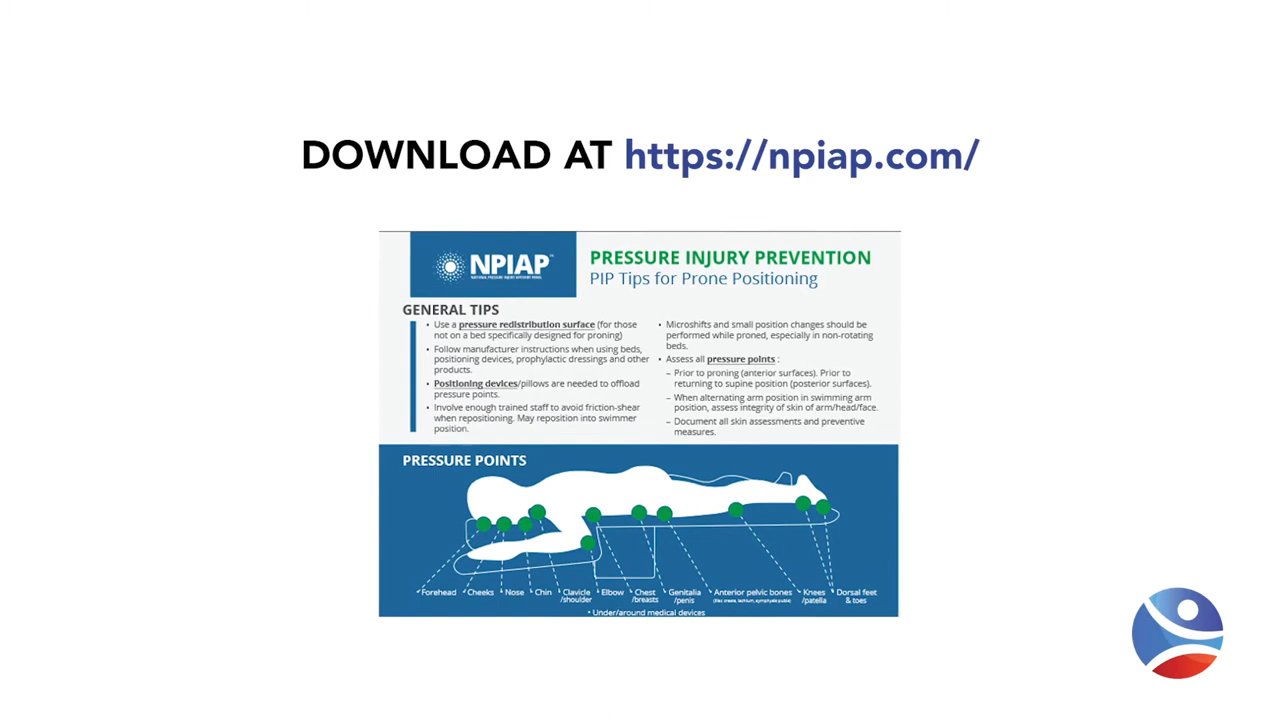 DOWNLOAD AT https://npiap.com/
NPIAP
NATIONAL PRESSURE INJURY ADVISORY PANEL
PRESSURE INJURY PREVENTION
PIP Tips for Prone Positioning
GENERAL TIPS
• Use a pressure redistribution surface (for those
not on a bed specifically designed for proning)
• Follow manufacturer instructions when using beds,
positioning devices, prophylactic dressings and other
products.
• Positioning devices/pillows are needed to offload
pressure points.
• Involve enough trained staff to avoid friction-shear
when repositioning. May reposition into swimmer
position.
• Microshifts and small position changes should be
performed while proned, especially in non-rotating
beds.
• Assess all pressure points :
– Prior to proning (anterior surfaces). Prior to
returning to supine position (posterior surfaces).
– When alternating arm position in swimming arm
position, assess integrity of skin of arm/head/face.
– Document all skin assessments and preventive
measures.
PRESSURE POINTS
Forehead
Cheeks
Nose
Chin
Clavicle
/shoulder
Elbow
Chest
/breasts
Genitalia
/penis
Anterior pelvic bones
(iliac crests, ischium, symphysis pubis)
Knees
/patella
Dorsal feet
& toes
* Under/around medical devices